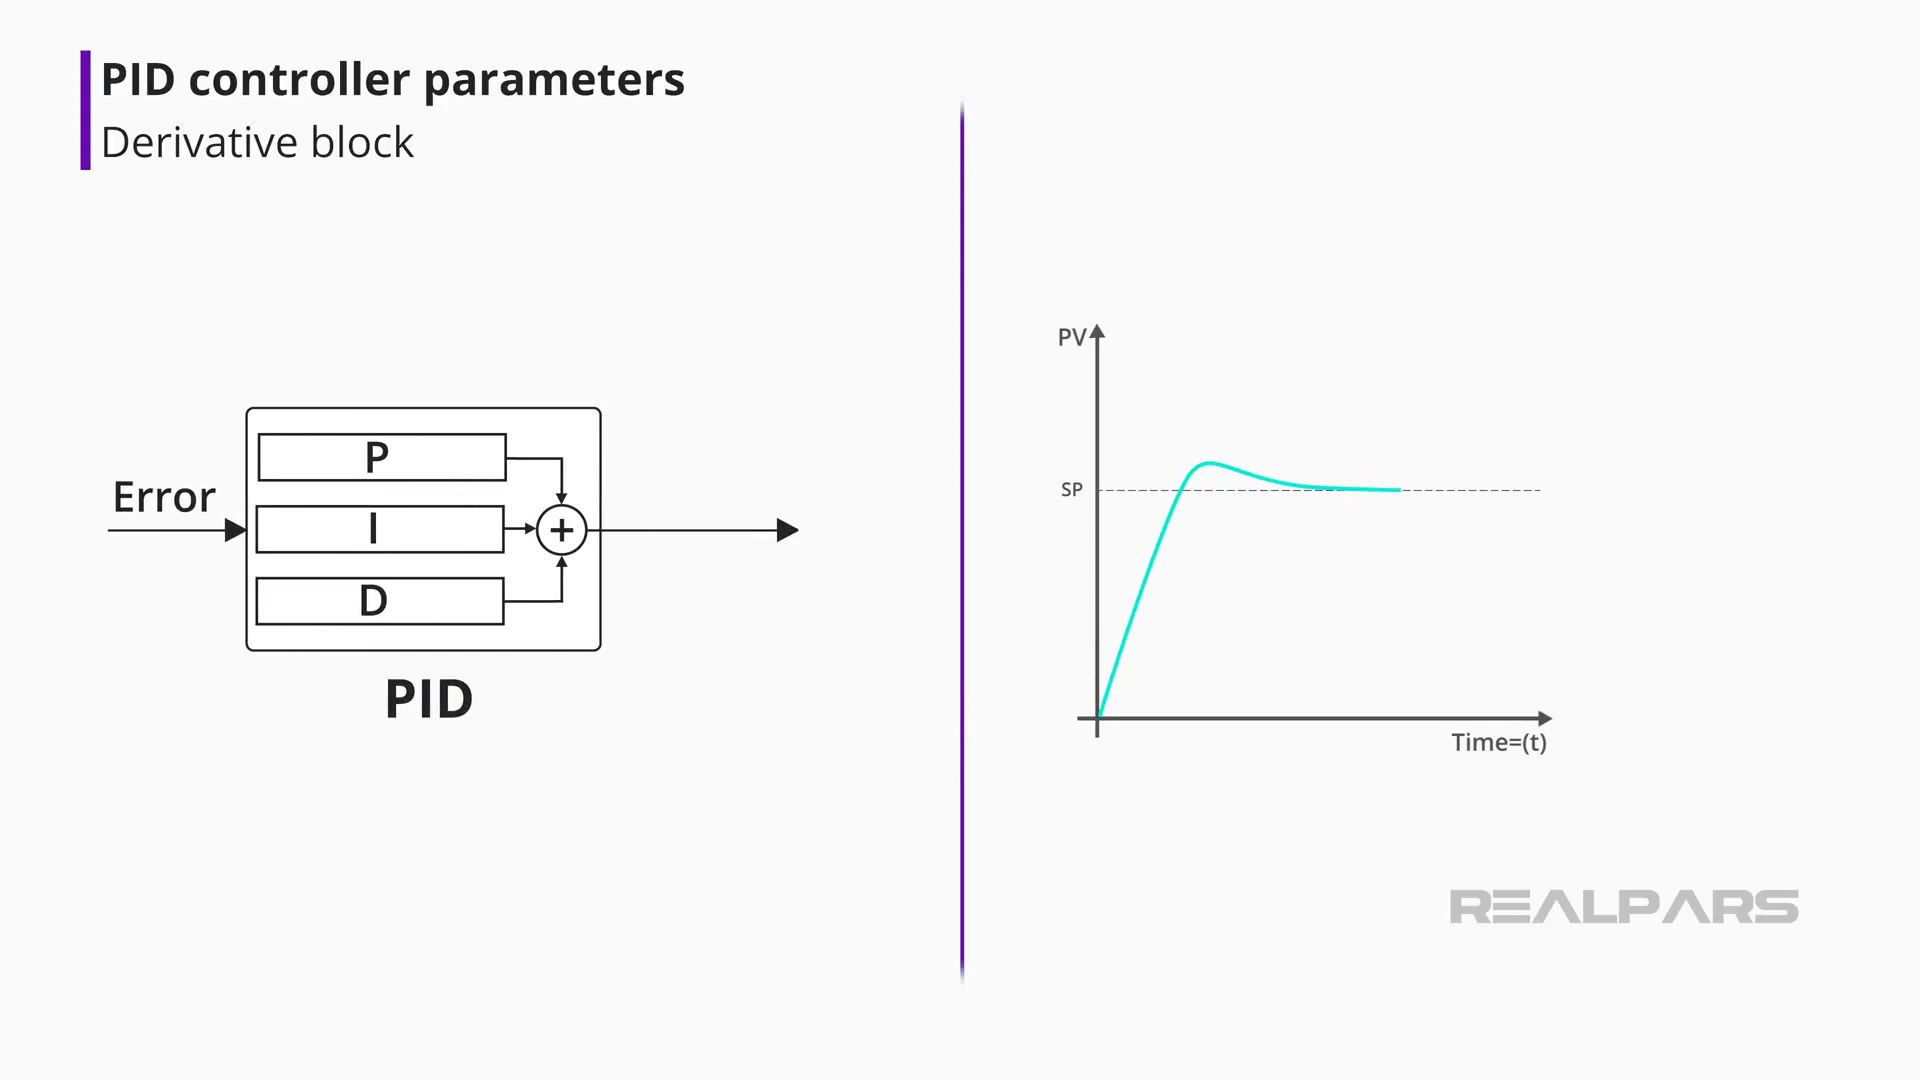 PID controller parameters
Derivative block
Error
P
I
D
+
PID
PV
SP
Time=(t)
REALPARS